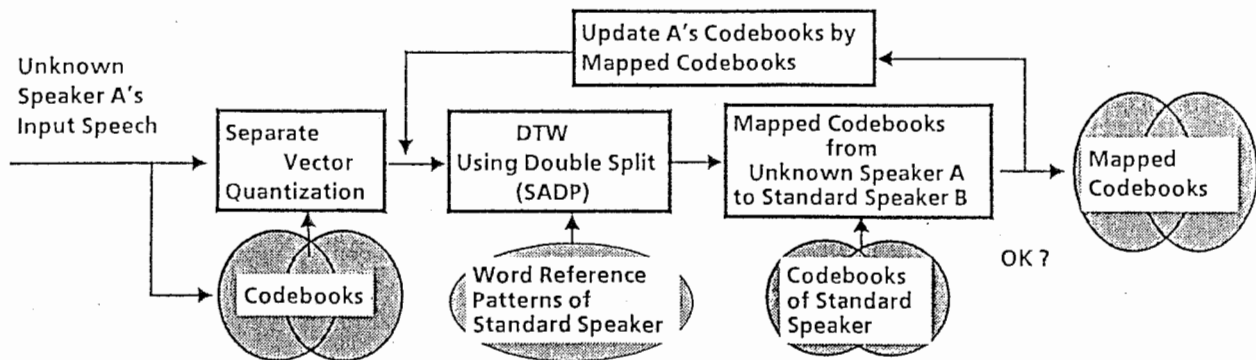 Update A's Codebooks by
Mapped Codebooks
Unknown
Speaker A's
Input Speech
Separate
Vector
Quantization
DTW
Using Double Split
(SADP)
Mapped Codebooks
from
Unknown Speaker A
to Standard Speaker B
Mapped
Codebooks
OK ?
Codebooks
Word Reference
Patterns of
Standard Speaker
Codebooks
of Standard
Speaker